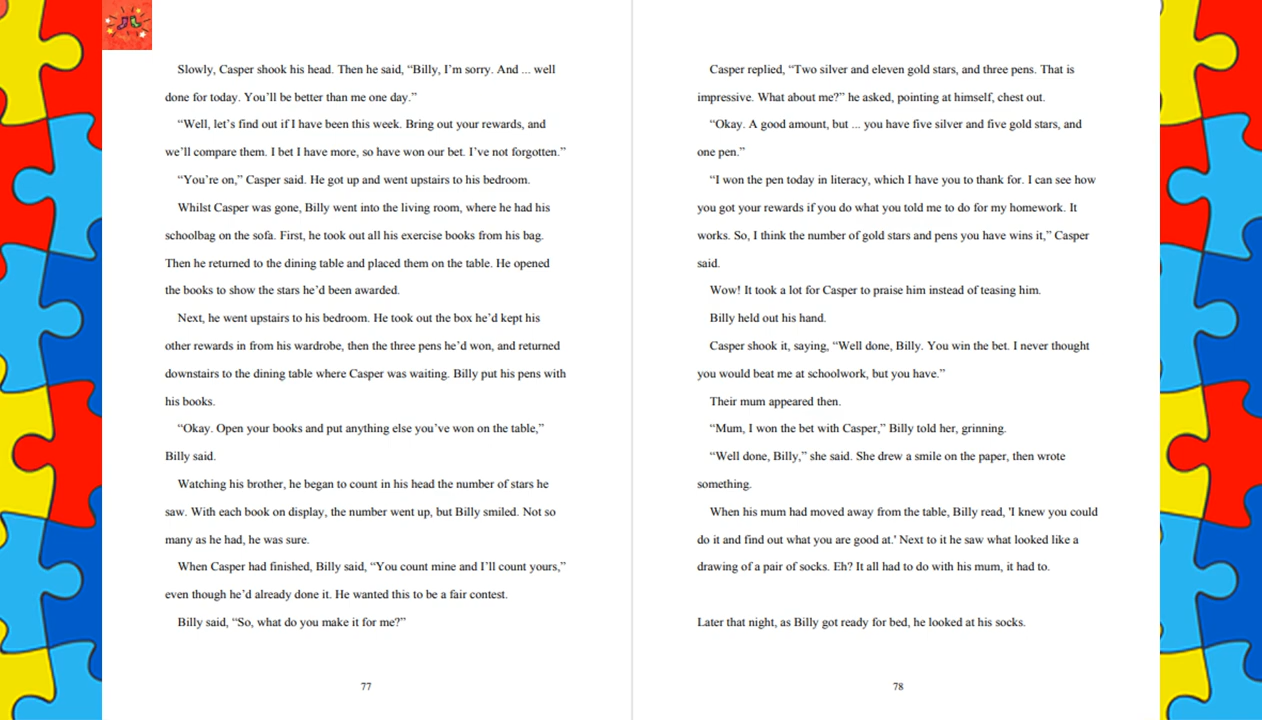 Slowly, Casper shook his head. Then he said, “Billy, I’m sorry. And ... well
done for today. You’ll be better than me one day.”
“Well, let’s find out if I have been this week. Bring out your rewards, and
we’ll compare them. I bet I have more, so have won our bet. I’ve not forgotten.”
“You’re on,” Casper said. He got up and went upstairs to his bedroom.
Whilst Casper was gone, Billy went into the living room, where he had his
schoolbag on the sofa. First, he took out all his exercise books from his bag.
Then he returned to the dining table and placed them on the table. He opened
the books to show the stars he’d been awarded.
Next, he went upstairs to his bedroom. He took out the box he’d kept his
other rewards in from his wardrobe, then the three pens he’d won, and returned
downstairs to the dining table where Casper was waiting. Billy put his pens with
his books.
“Okay. Open your books and put anything else you’ve won on the table,”
Billy said.
Watching his brother, he began to count in his head the number of stars he
saw. With each book on display, the number went up, but Billy smiled. Not so
many as he had, he was sure.
When Casper had finished, Billy said, “You count mine and I’ll count yours,”
even though he’d already done it. He wanted this to be a fair contest.
Billy said, “So, what do you make it for me?”
77
Casper replied, “Two silver and eleven gold stars, and three pens. That is
impressive. What about me?” he asked, pointing at himself, chest out.
“Okay. A good amount, but ... you have five silver and five gold stars, and
one pen.”
“I won the pen today in literacy, which I have you to thank for. I can see how
you got your rewards if you do what you told me to do for my homework. It
works. So, I think the number of gold stars and pens you have wins it,” Casper
said.
Wow! It took a lot for Casper to praise him instead of teasing him.
Billy held out his hand.
Casper shook it, saying, “Well done, Billy. You win the bet. I never thought
you would beat me at schoolwork, but you have.”
Their mum appeared then.
“Mum, I won the bet with Casper,” Billy told her, grinning.
“Well done, Billy,” she said. She drew a smile on the paper, then wrote
something.
When his mum had moved away from the table, Billy read, 'I knew you could
do it and find out what you are good at.' Next to it he saw what looked like a
drawing of a pair of socks. Eh? It all had to do with his mum, it had to.
Later that night, as Billy got ready for bed, he looked at his socks.
78